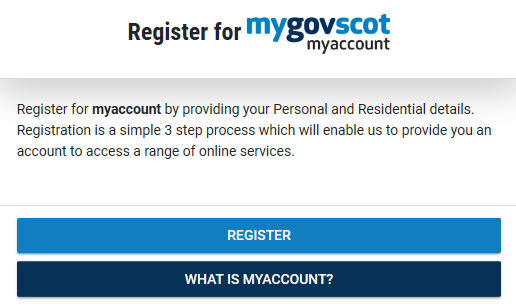 Register for mygovscot
myaccount
Register for myaccount by providing your Personal and Residential details.
Registration is a simple 3 step process which will enable us to provide you an
account to access a range of online services.
REGISTER
WHAT IS MYACCOUNT?